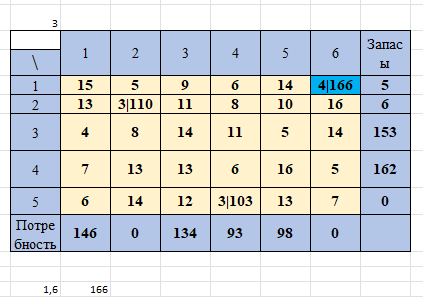 3
\ 1 2 3 4 5 6 Запас
ы
1 15 5 9 6 14 4|166 5
2 13 3|110 11 8 10 16 6
3 4 8 14 11 5 14 153
4 7 13 13 6 16 5 162
5 6 14 12 3|103 13 7 0
Потре
бность 146 0 134 93 98 0
1,6 166